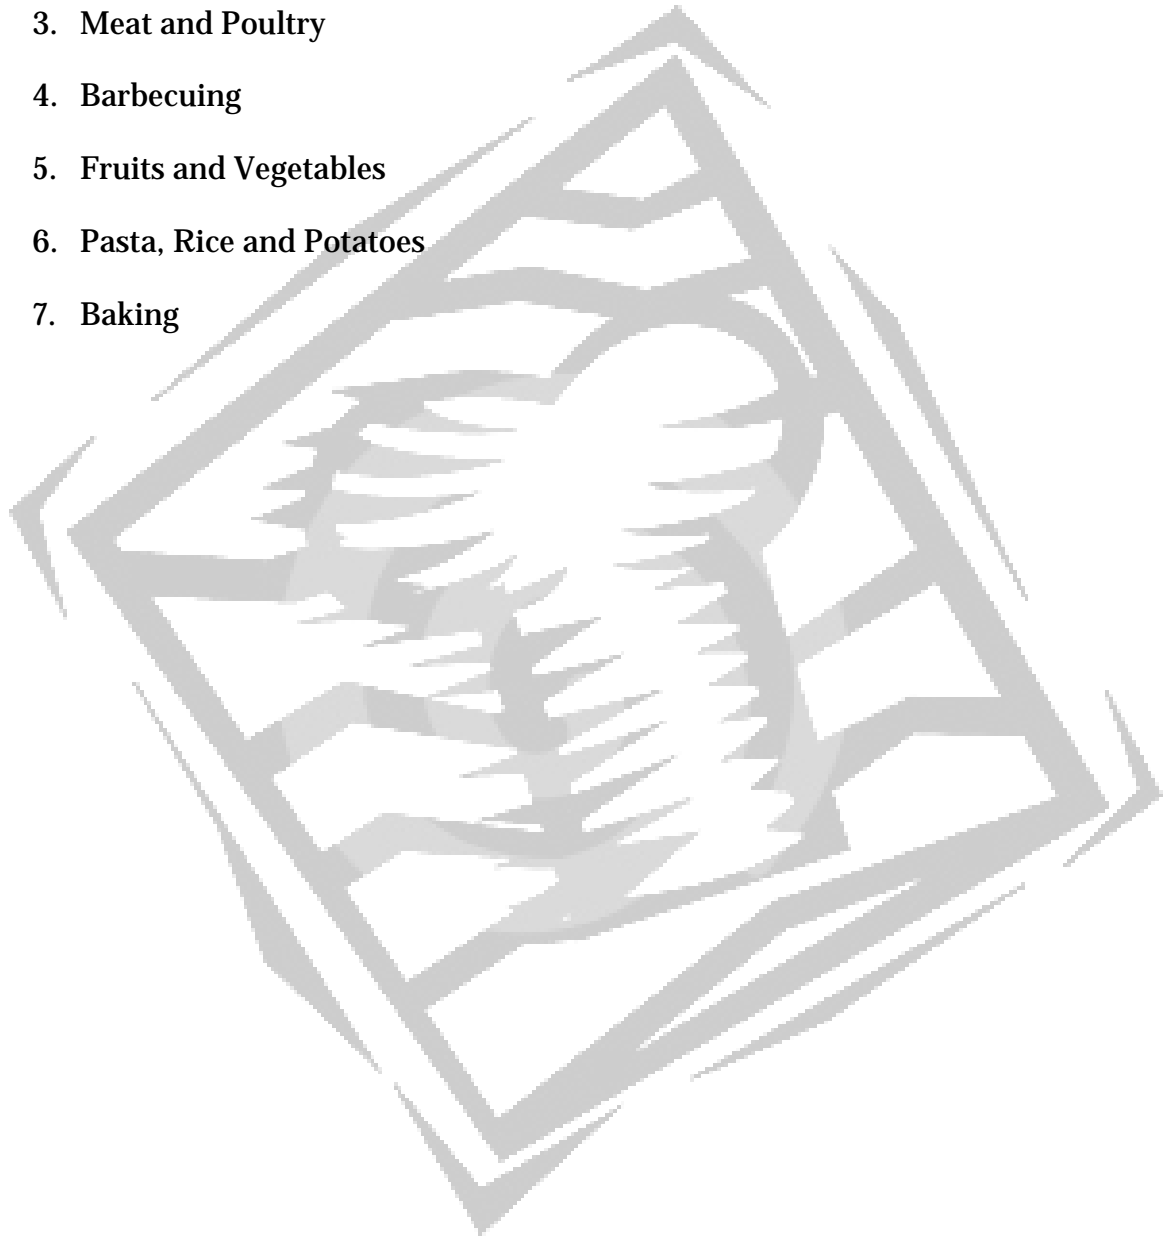 3. Meat and Poultry
4. Barbecuing
5. Fruits and Vegetables
6. Pasta, Rice and Potatoes
7. Baking